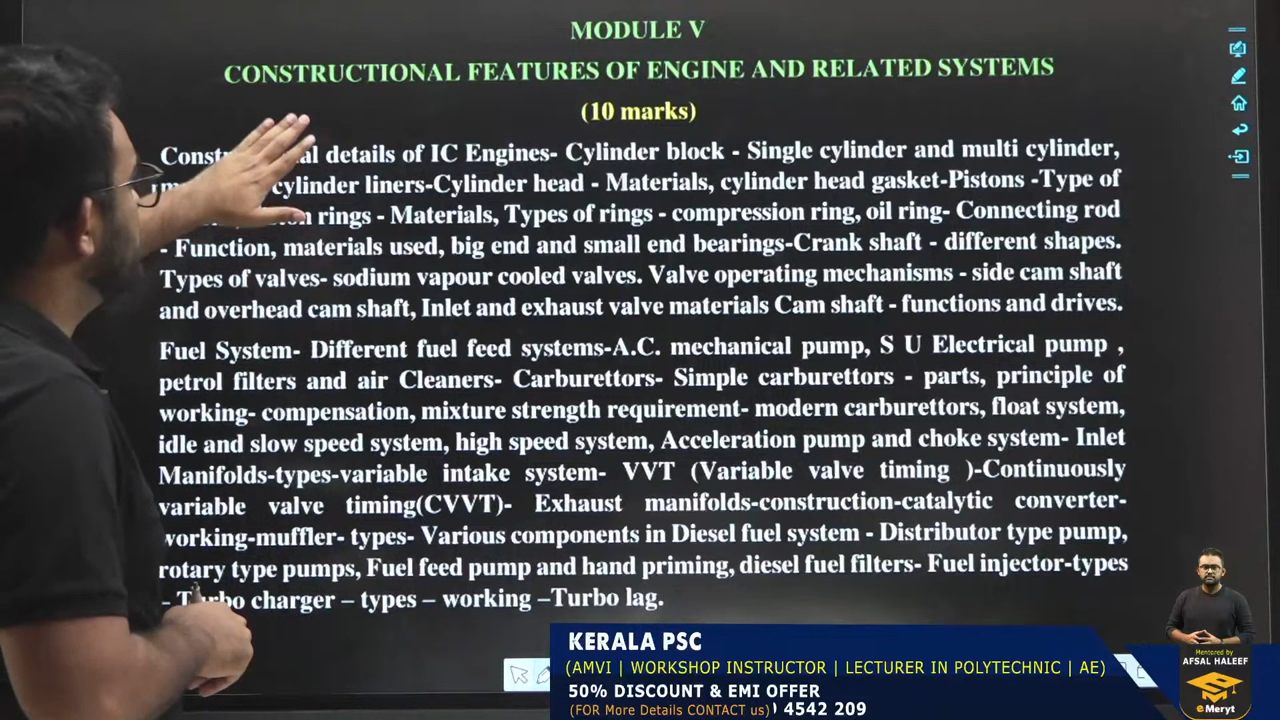 MODULE V
CONSTRUCTIONAL FEATURES OF ENGINE AND RELATED SYSTEMS
(10 marks)
Const al details of IC Engines- Cylinder block - Single cylinder and multi cylinder,
cylinder liners-Cylinder head - Materials, cylinder head gasket-Pistons -Type of
rings - Materials, Types of rings - compression ring, oil ring- Connecting rod
- Function, materials used, big end and small end bearings-Crank shaft - different shapes.
Types of valves- sodium vapour cooled valves. Valve operating mechanisms - side cam shaft
and overhead cam shaft, Inlet and exhaust valve materials Cam shaft - functions and drives.
Fuel System- Different fuel feed systems-A.C. mechanical pump, S U Electrical pump ,
petrol filters and air Cleaners- Carburettors- Simple carburettors - parts, principle of
working- compensation, mixture strength requirement- modern carburettors, float system,
idle and slow speed system, high speed system, Acceleration pump and choke system- Inlet
Manifolds-types-variable intake system- VVT (Variable valve timing )-Continuously
variable valve timing(CVVT)- Exhaust manifolds-construction-catalytic converter-
working-muffler- types- Various components in Diesel fuel system - Distributor type pump,
rotary type pumps, Fuel feed pump and hand priming, diesel fuel filters- Fuel injector-types
- Turbo charger – types – working –Turbo lag.
KERALA PSC
(AMVI | WORKSHOP INSTRUCTOR | LECTURER IN POLYTECHNIC | AE)
50% DISCOUNT & EMI OFFER
(FOR More Details CONTACT us) 4542 209
Mentored by
AFSAL HALEEF
e Meryt